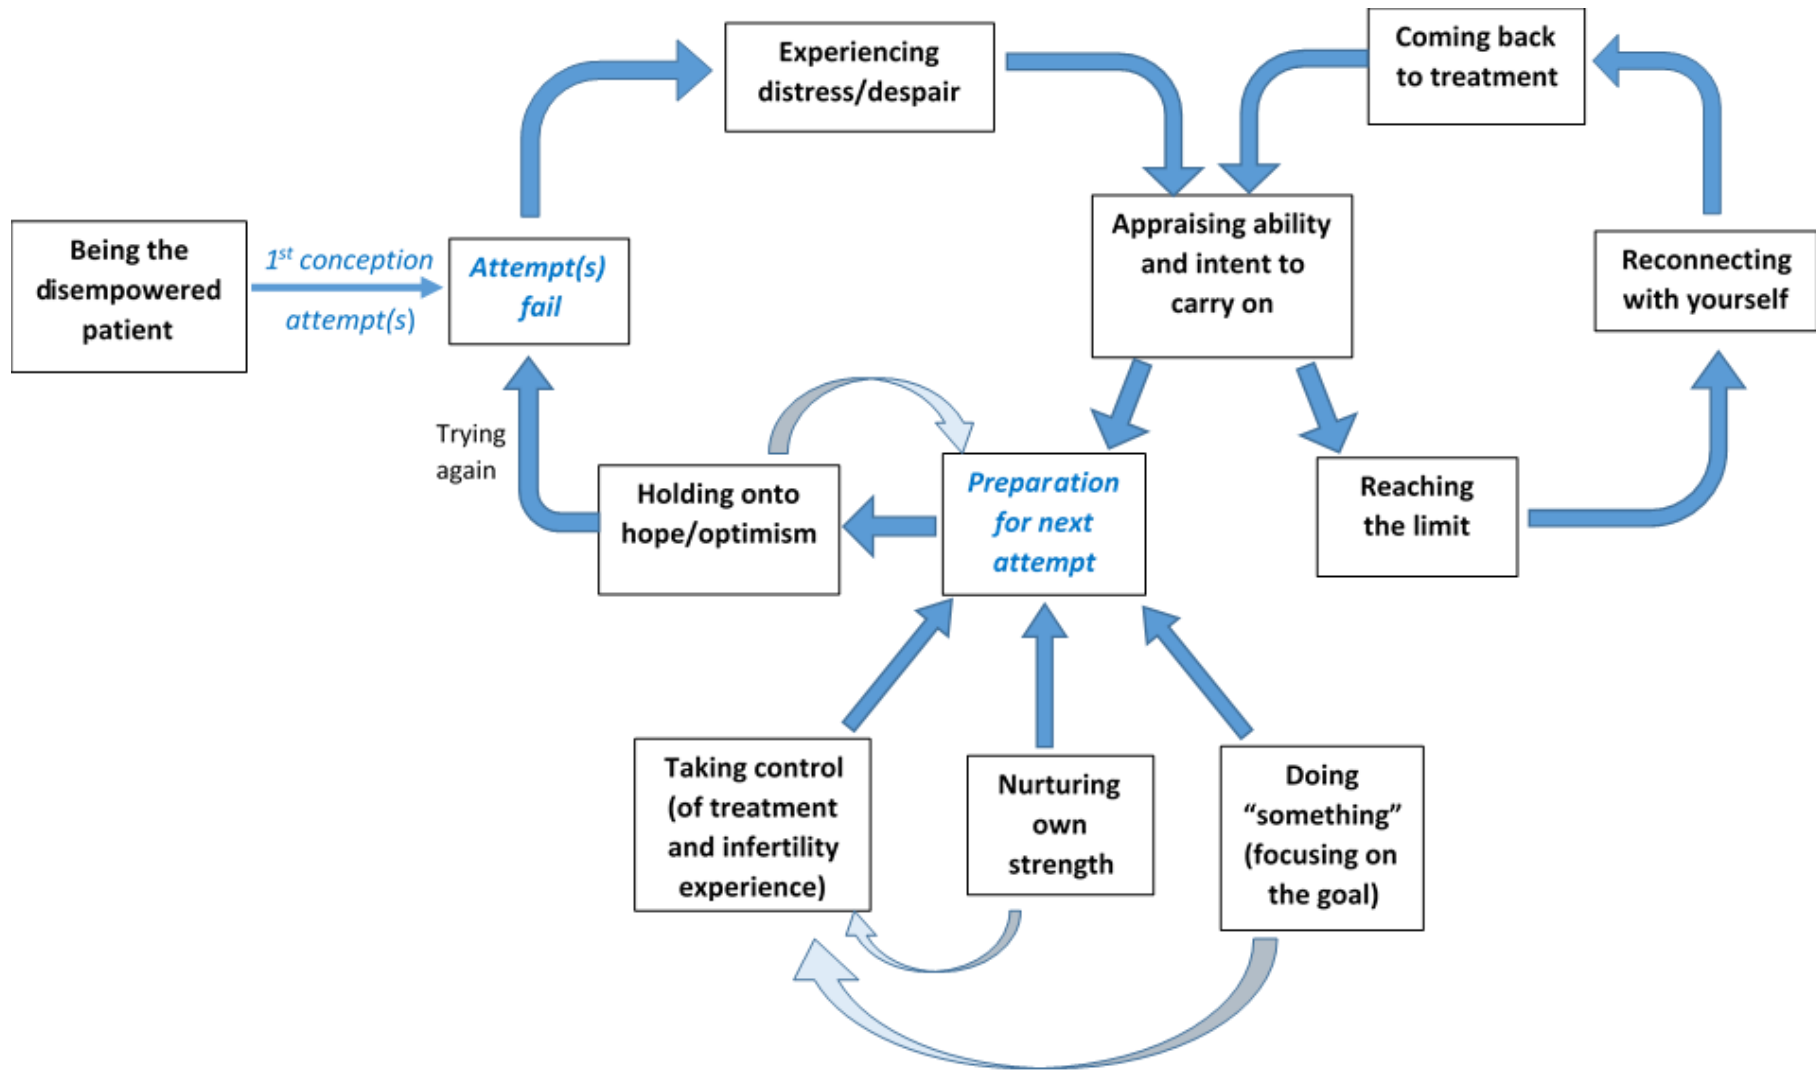 Experiencing
distress/despair
Coming back
to treatment
Being the
disempowered
patient
1st conception
attempt(s)
Attempt(s)
fail
Appraising ability
and intent to
carry on
Reconnecting
with yourself
Trying
again
Holding onto
hope/optimism
Preparation
for next
attempt
Reaching
the limit
Taking control
(of treatment
and infertility
experience)
Nurturing
own
strength
Doing
“something”
(focusing on
the goal)